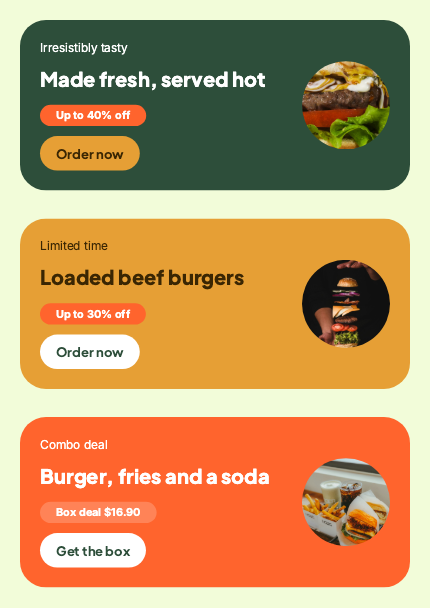 Irresistibly tasty
Made fresh, served hot
Up to 40% off
Order now
Limited time
Loaded beef burgers
Up to 30% off
Order now
Combo deal
Burger, fries and a soda
Box deal $16.90
Get the box